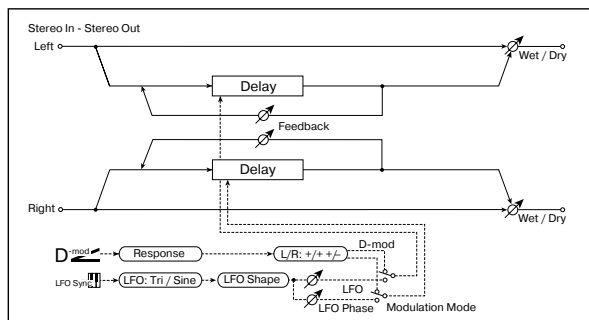 Stereo In - Stereo Out
Left
Wet / Dry
Delay
Feedback
Delay
Right
Wet / Dry
D-mod
D-mod
Response
L/R: +/+ +/–
LFO Sync
LFO: Tri / Sine
LFO Shape
LFO
LFO Phase
Modulation Mode